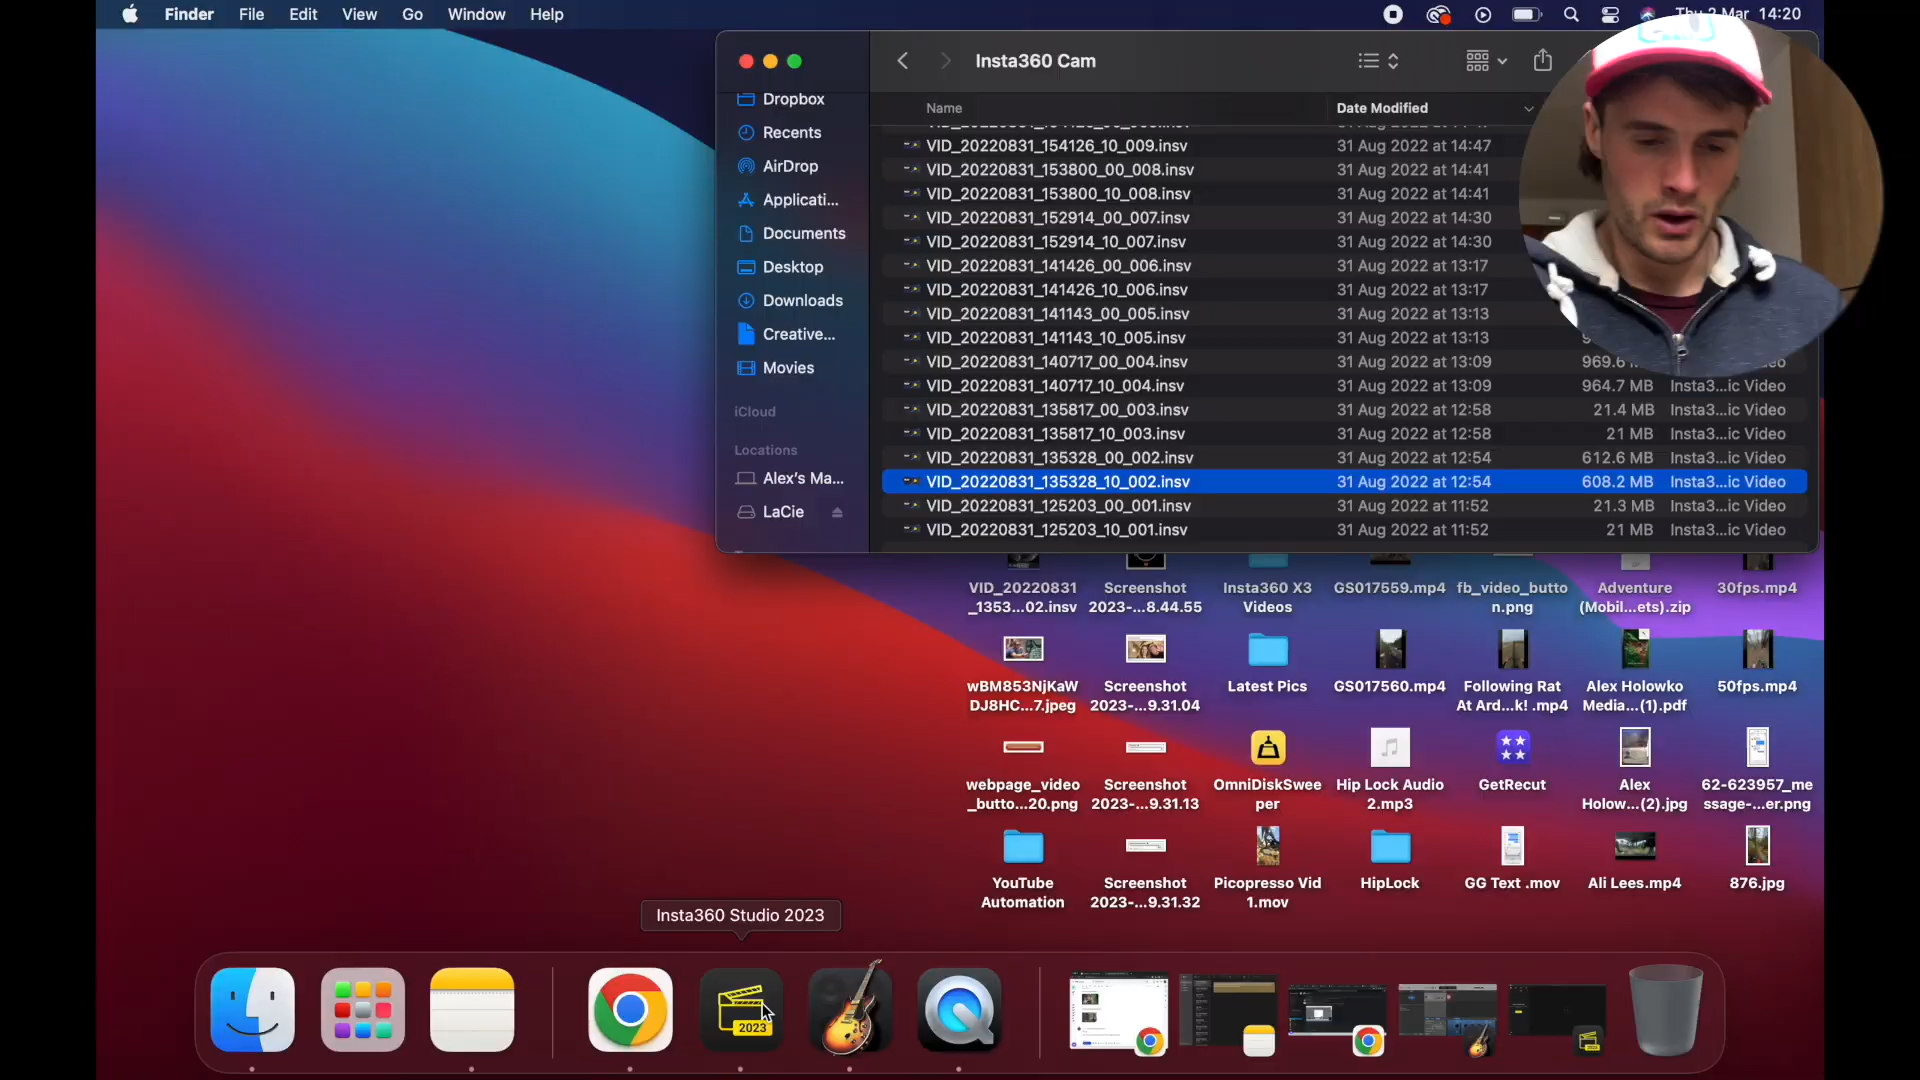 Finder File Edit View Go Window Help
Thu 2 Mar 14:20
Insta360 Cam
Name Date Modified
Dropbox
Recents
AirDrop
Applicati...
Documents
Desktop
Downloads
Creative...
Movies
iCloud
Locations
Alex's Ma...
LaCie
VID_20220831_154126_10_009.insv 31 Aug 2022 at 14:47
VID_20220831_153800_00_008.insv 31 Aug 2022 at 14:41
VID_20220831_153800_10_008.insv 31 Aug 2022 at 14:41
VID_20220831_152914_00_007.insv 31 Aug 2022 at 14:30
VID_20220831_152914_10_007.insv 31 Aug 2022 at 14:30
VID_20220831_141426_00_006.insv 31 Aug 2022 at 13:17
VID_20220831_141426_10_006.insv 31 Aug 2022 at 13:17
VID_20220831_141143_00_005.insv 31 Aug 2022 at 13:13
VID_20220831_141143_10_005.insv 31 Aug 2022 at 13:13
VID_20220831_140717_00_004.insv 31 Aug 2022 at 13:09
VID_20220831_140717_10_004.insv 31 Aug 2022 at 13:09 964.7 MB Insta3...ic Video
VID_20220831_135817_00_003.insv 31 Aug 2022 at 12:58 21.4 MB Insta3...ic Video
VID_20220831_135817_10_003.insv 31 Aug 2022 at 12:58 21 MB Insta3...ic Video
VID_20220831_135328_00_002.insv 31 Aug 2022 at 12:54 612.6 MB Insta3...ic Video
VID_20220831_135328_10_002.insv 31 Aug 2022 at 12:54 608.2 MB Insta3...ic Video
VID_20220831_125203_00_001.insv 31 Aug 2022 at 11:52 21.3 MB Insta3...ic Video
VID_20220831_125203_10_001.insv 31 Aug 2022 at 11:52 21 MB Insta3...ic Video
VID_20220831 Screenshot Insta360 X3 GS017559.mp4 fb_video_butto Adventure 30fps.mp4
_1353...02.insv 2023-...8.44.55 Videos n.png (Mobil...ets).zip
wBM853NjKaW Screenshot Latest Pics GS017560.mp4 Following Rat Alex Holowko 50fps.mp4
DJ8HC...7.jpeg 2023-...9.31.04 At Ard...k! .mp4 Media...(1).pdf
webpage_video Screenshot OmniDiskSwee Hip Lock Audio GetRecut Alex 62-623957_me
_butto...20.png 2023-...9.31.13 per 2.mp3 Holow...(2).jpg ssage-...er.png
YouTube Screenshot Picopresso Vid HipLock GG Text .mov Ali Lees.mp4 876.jpg
Automation 2023-...9.31.32 1.mov
Insta360 Studio 2023
2023